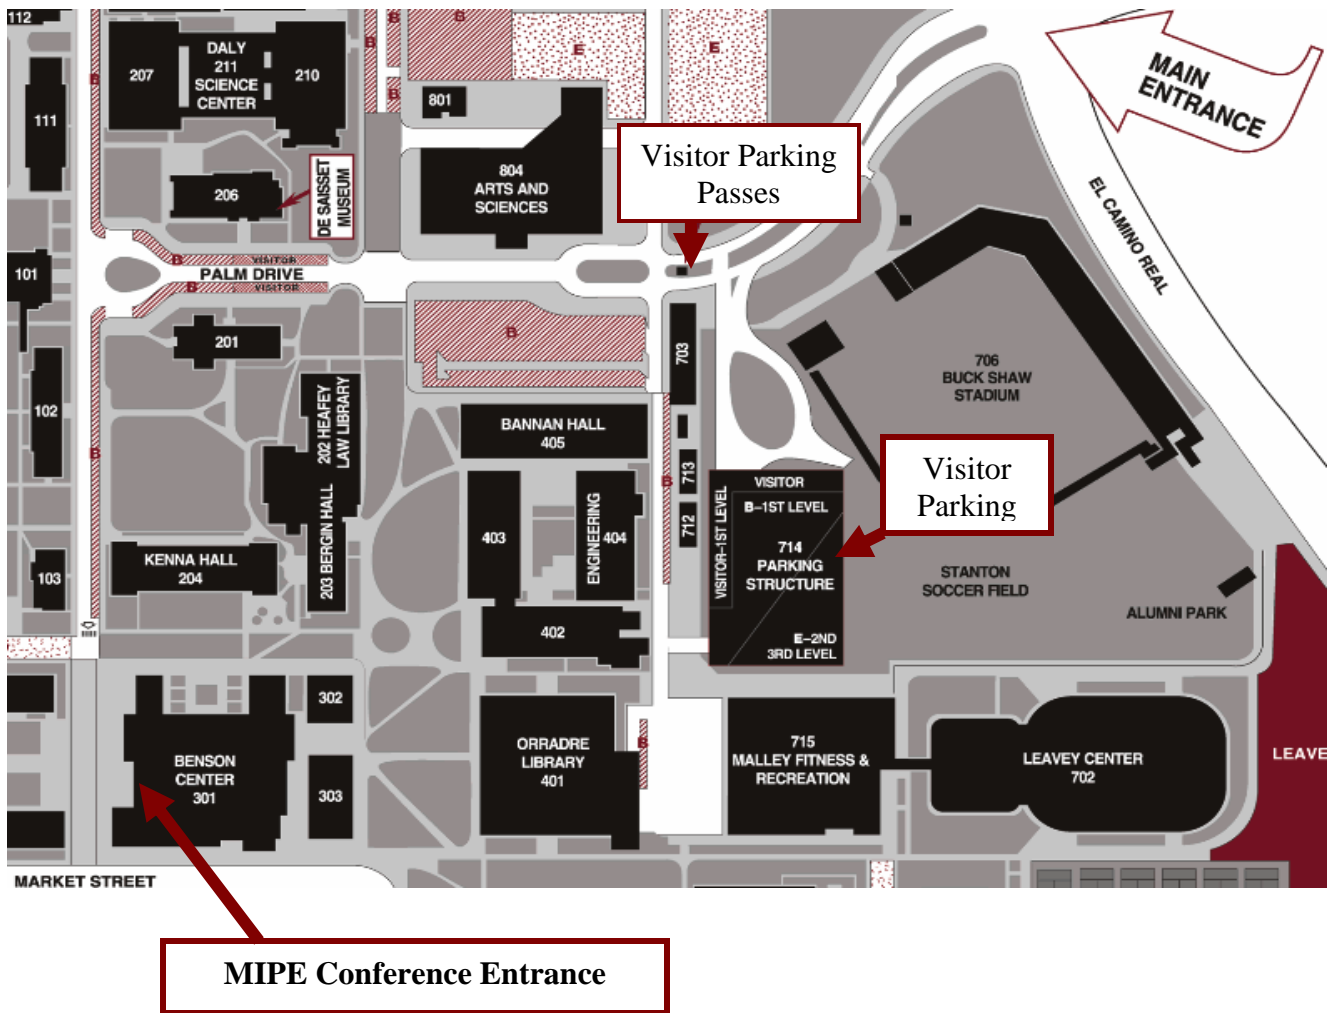 112
207
DALY
211
SCIENCE
CENTER
210
B
B
B
E
E
MAIN
ENTRANCE
801
B
B
111
Visitor Parking
Passes
804
ARTS AND
SCIENCES
206
DE SAISSET
MUSEUM
EL CAMINO REAL
B
VISITOR
101
PALM DRIVE
B
VISITOR
B
201
703
706
BUCK SHAW
STADIUM
102
202 HEAFEY
LAW LIBRARY
BANNAN HALL
405
B
Visitor
Parking
713
B
VISITOR
B-1ST LEVEL
VISITOR-1ST LEVEL
712
403
ENGINEERING
404
714
PARKING
STRUCTURE
203 BERGIN HALL
KENNA HALL
204
103
STANTON
SOCCER FIELD
ALUMNI PARK
402
E-2ND
3RD LEVEL
302
BENSON
CENTER
301
303
ORRADRE
LIBRARY
401
B
715
MALLEY FITNESS &
RECREATION
LEAVEY CENTER
702
LEAVE
MARKET STREET
MIPE Conference Entrance